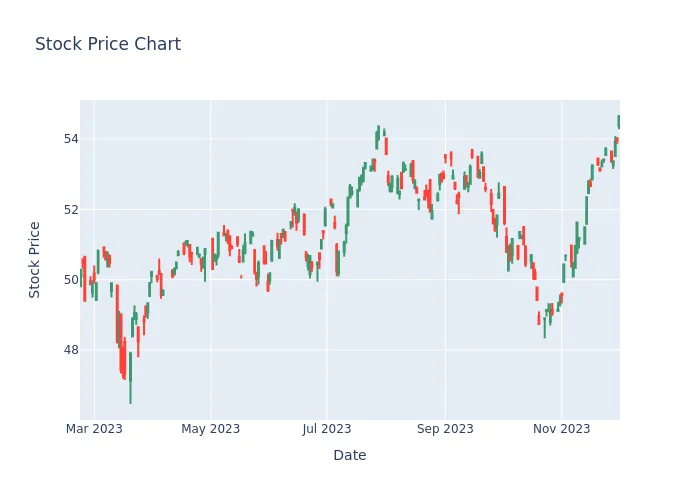 Stock Price Chart
Stock Price
54
52
50
48
Mar 2023
May 2023
Jul 2023
Sep 2023
Nov 2023
Date